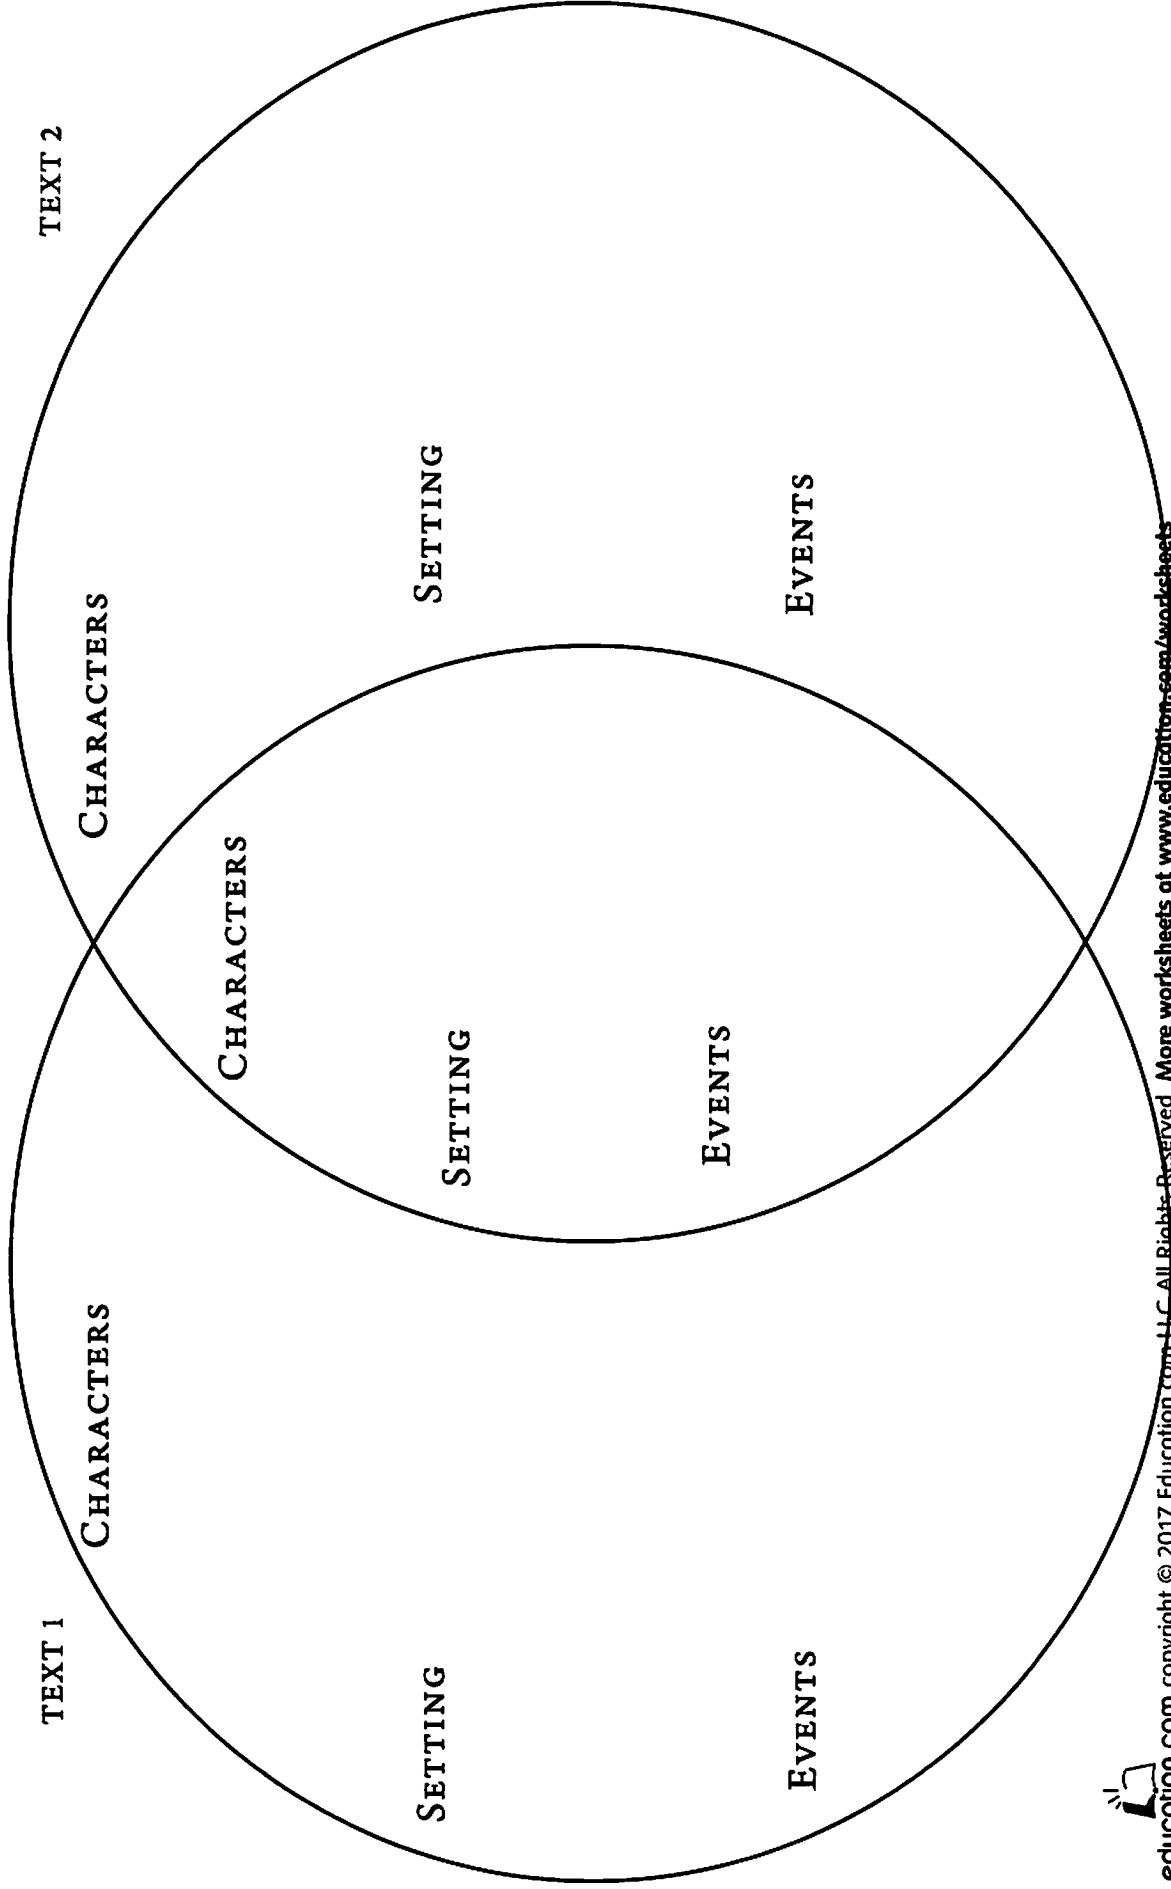 TEXT 1
TEXT 2
CHARACTERS
CHARACTERS
CHARACTERS
SETTING
SETTING
SETTING
EVENTS
EVENTS
EVENTS
education.com copyright © 2017 Education.com LLC All Rights Reserved More worksheets at www.education.com/worksheets